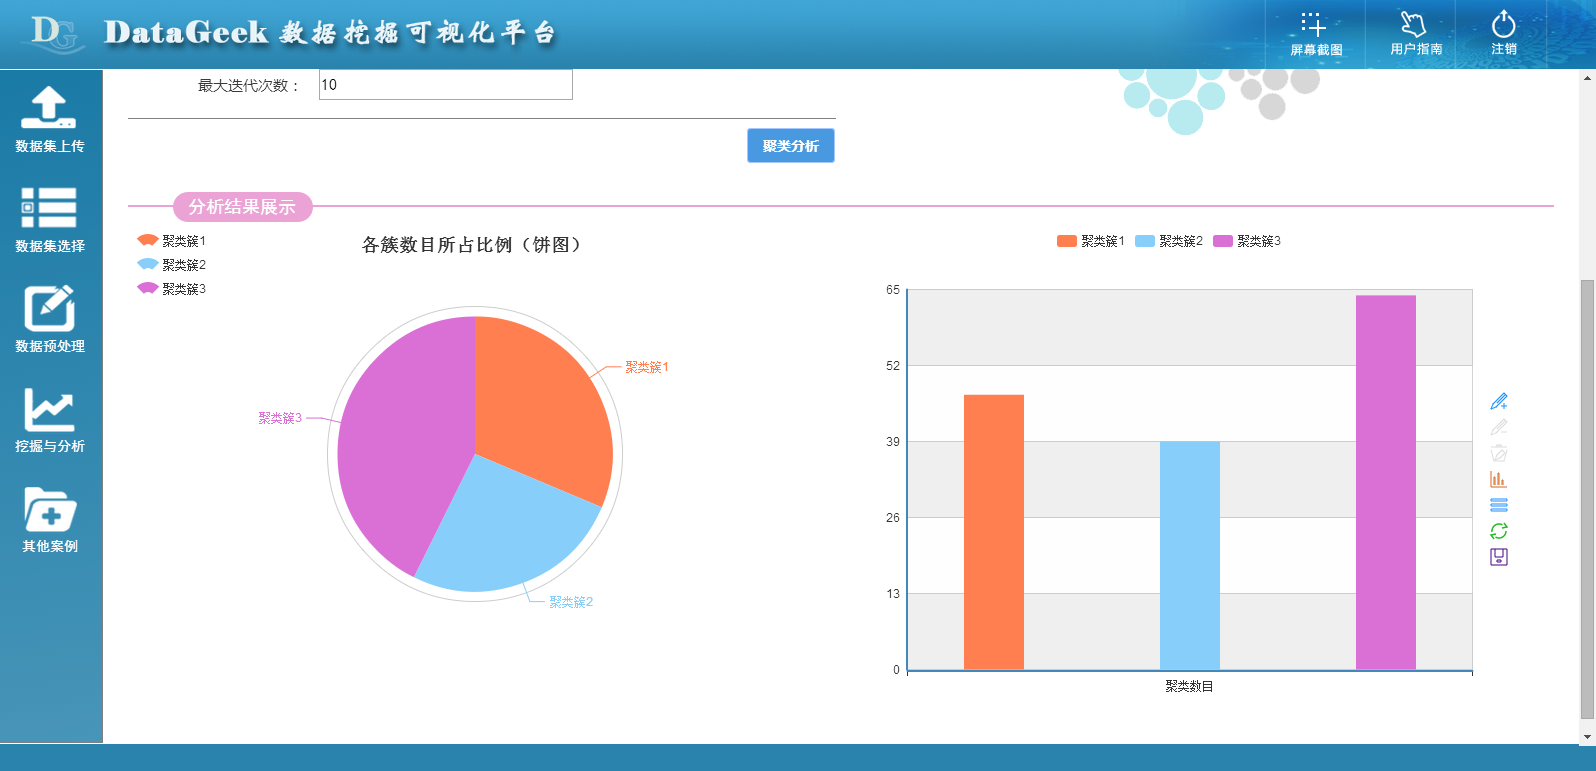 DG
DataGeek 数据挖掘可视化平台
屏幕截图
用户指南
注销
数据集上传
数据集选择
数据预处理
挖掘与分析
其他案例
最大迭代次数：
10
聚类分析
分析结果展示
聚类簇1
聚类簇2
聚类簇3
各簇数目所占比例（饼图）
聚类簇1
聚类簇3
聚类簇2
聚类簇1 聚类簇2 聚类簇3
65
52
39
26
13
0
聚类数目